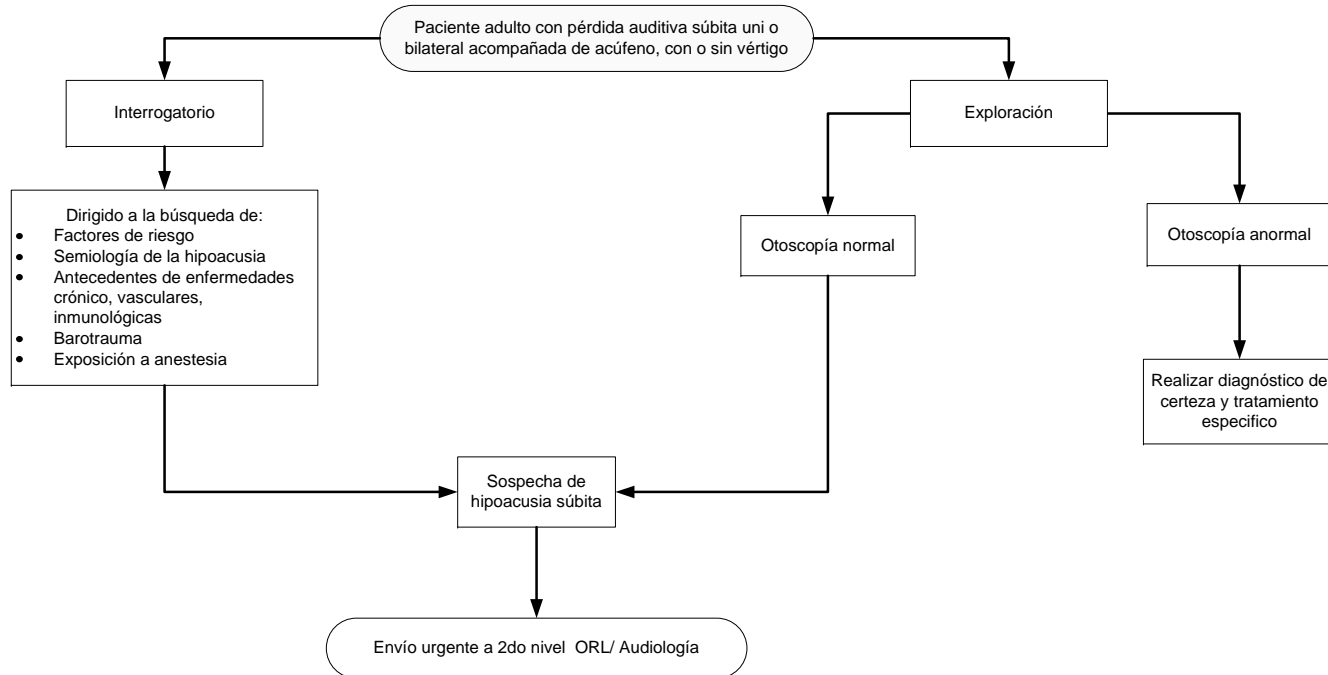 Paciente adulto con pérdida auditiva súbita uni o
bilateral acompañada de acúfeno, con o sin vértigo
Interrogatorio
Exploración
Dirigido a la búsqueda de:
• Factores de riesgo
• Semiología de la hipoacusia
• Antecedentes de enfermedades
crónico, vasculares,
inmunológicas
• Barotrauma
• Exposición a anestesia
Otoscopía normal
Otoscopía anormal
Realizar diagnóstico de
certeza y tratamiento
especifico
Sospecha de
hipoacusia súbita
Envío urgente a 2do nivel ORL/ Audiología